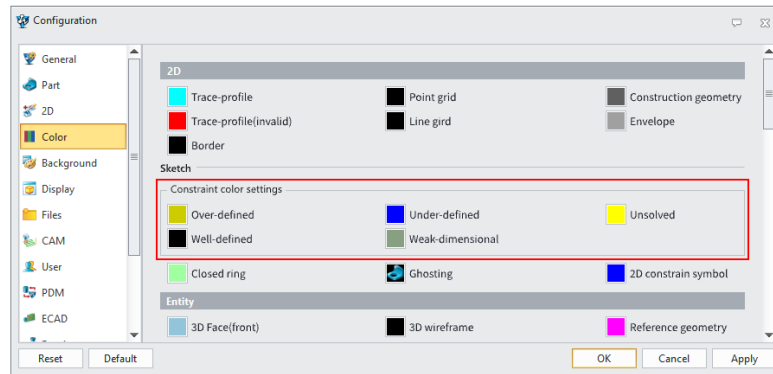 Configuration
General
Part
2D
Color
Background
Display
Files
CAM
User
PDM
ECAD
2D
Trace-profile Point grid Construction geometry
Trace-profile(invalid) Line gird Envelope
Border
Sketch
Constraint color settings
Over-defined Under-defined Unsolved
Well-defined Weak-dimensional
Closed ring Ghosting 2D constrain symbol
Entity
3D Face(front) 3D wireframe Reference geometry
Reset Default OK Cancel Apply